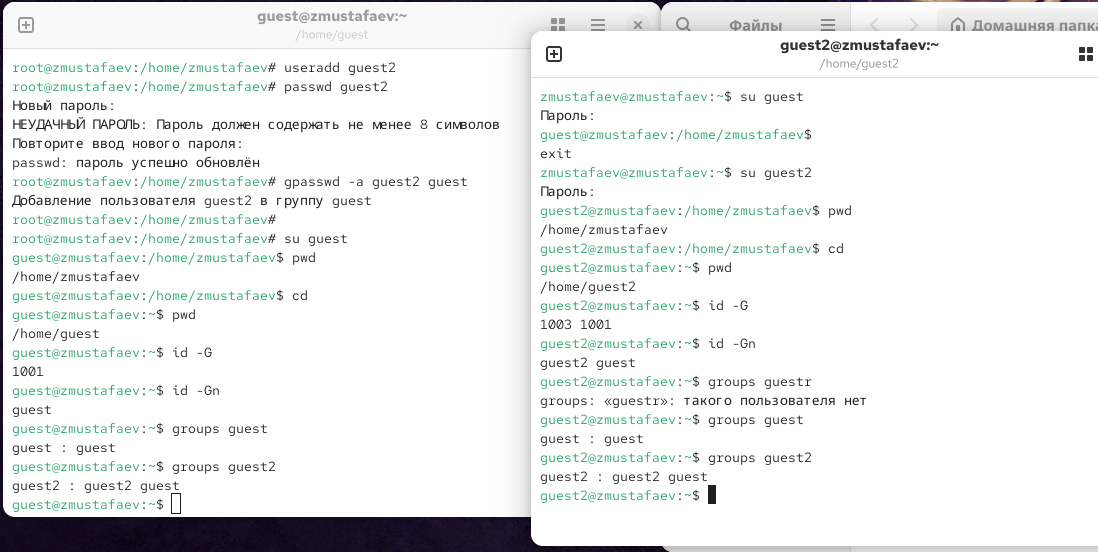 guest@zmustafaev:~
/home/guest
root@zmustafaev:/home/zmustafaev# useradd guest2
root@zmustafaev:/home/zmustafaev# passwd guest2
Новый пароль:
НЕУДАЧНЫЙ ПАРОЛЬ: Пароль должен содержать не менее 8 символов
Повторите ввод нового пароля:
passwd: пароль успешно обновлён
root@zmustafaev:/home/zmustafaev# gpasswd -a guest2 guest
Добавление пользователя guest2 в группу guest
root@zmustafaev:/home/zmustafaev#
root@zmustafaev:/home/zmustafaev# su guest
guest@zmustafaev:/home/zmustafaev$ pwd
/home/zmustafaev
guest@zmustafaev:/home/zmustafaev$ cd
guest@zmustafaev:~$ pwd
/home/guest
guest@zmustafaev:~$ id -G
1001
guest@zmustafaev:~$ id -Gn
guest
guest@zmustafaev:~$ groups guest
guest : guest
guest@zmustafaev:~$ groups guest2
guest2 : guest2 guest
guest@zmustafaev:~$
Файлы
Домашняя папка
guest2@zmustafaev:~
/home/guest2
zmustafaev@zmustafaev:~$ su guest
Пароль:
guest@zmustafaev:/home/zmustafaev$
exit
zmustafaev@zmustafaev:~$ su guest2
Пароль:
guest2@zmustafaev:/home/zmustafaev$ pwd
/home/zmustafaev
guest2@zmustafaev:/home/zmustafaev$ cd
guest2@zmustafaev:~$ pwd
/home/guest2
guest2@zmustafaev:~$ id -G
1003 1001
guest2@zmustafaev:~$ id -Gn
guest2 guest
guest2@zmustafaev:~$ groups guestr
groups: «guestr»: такого пользователя нет
guest2@zmustafaev:~$ groups guest
guest : guest
guest2@zmustafaev:~$ groups guest2
guest2 : guest2 guest
guest2@zmustafaev:~$